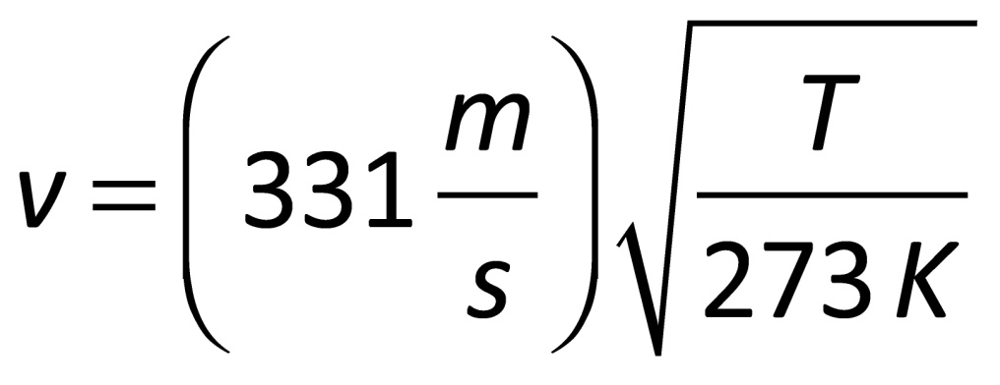 v = (331 m/s) √(T/273 K)